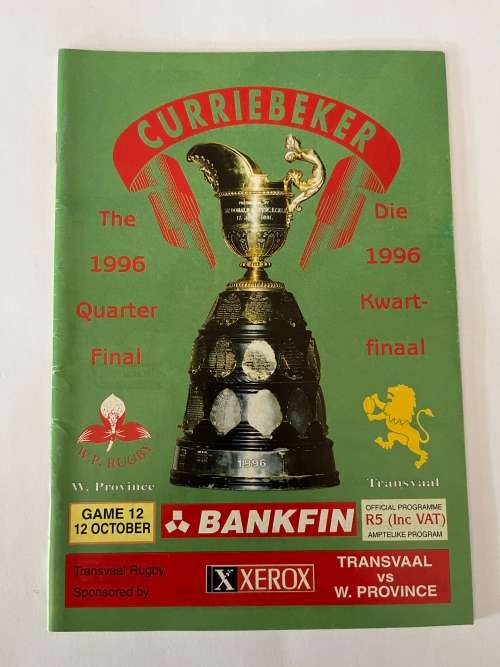 CURRIEBEKER
The
1996
Quarter
Final
Die
1996
Kwart-
finaal
1996
W.P. RUGBY
W. Province
Transvaal
GAME 12
12 OCTOBER
BANKFIN
OFFICIAL PROGRAMME
R5 (Inc VAT)
AMPTELIKE PROGRAM
Transvaal Rugby
Sponsored by
X XEROX
TRANSVAAL
vs
W. PROVINCE